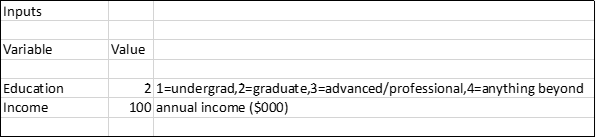 Inputs
Variable Value
Education 2 1=undergrad,2=graduate,3=advanced/professional,4=anything beyond
Income 100 annual income ($000)